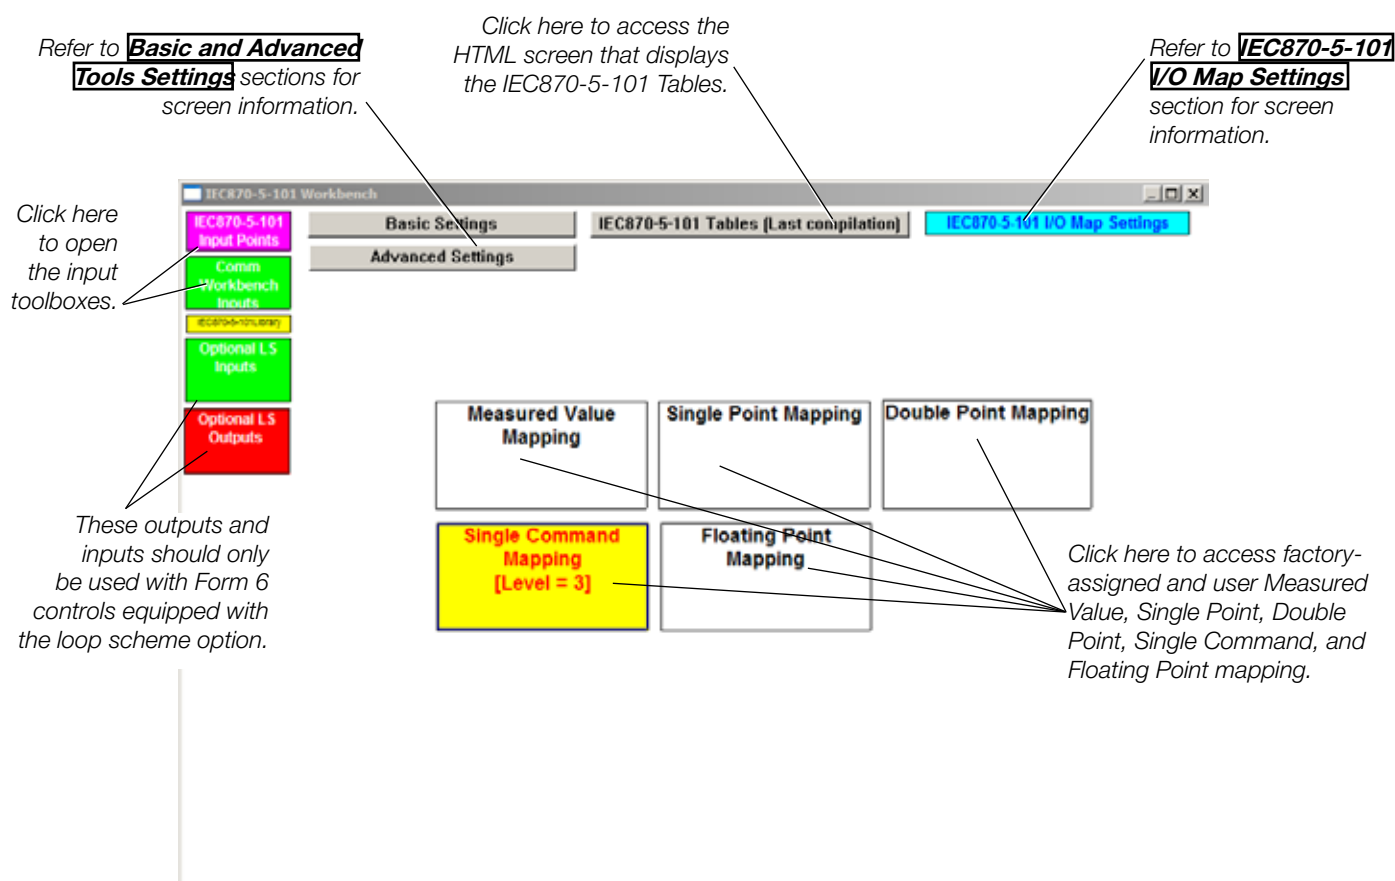 Refer to Basic and Advanced
Tools Settings sections for
screen information.
Click here to access the
HTML screen that displays
the IEC870-5-101 Tables.
Refer to IEC870-5-101
I/O Map Settings
section for screen
information.
IEC870-5-101 Workbench
Click here
to open
the input
toolboxes.
IEC870-5-101
Input Points
Basic Settings
IEC870-5-101 Tables (Last compilation)
IEC870-5-101 I/O Map Settings
Advanced Settings
Comm
Workbench
Inputs
IEC870-5-101Library
Optional LS
Inputs
Optional LS
Outputs
Measured Value
Mapping
Single Point Mapping
Double Point Mapping
Single Command
Mapping
[Level = 3]
Floating Point
Mapping
These outputs and
inputs should only
be used with Form 6
controls equipped with
the loop scheme option.
Click here to access factory-
assigned and user Measured
Value, Single Point, Double
Point, Single Command, and
Floating Point mapping.